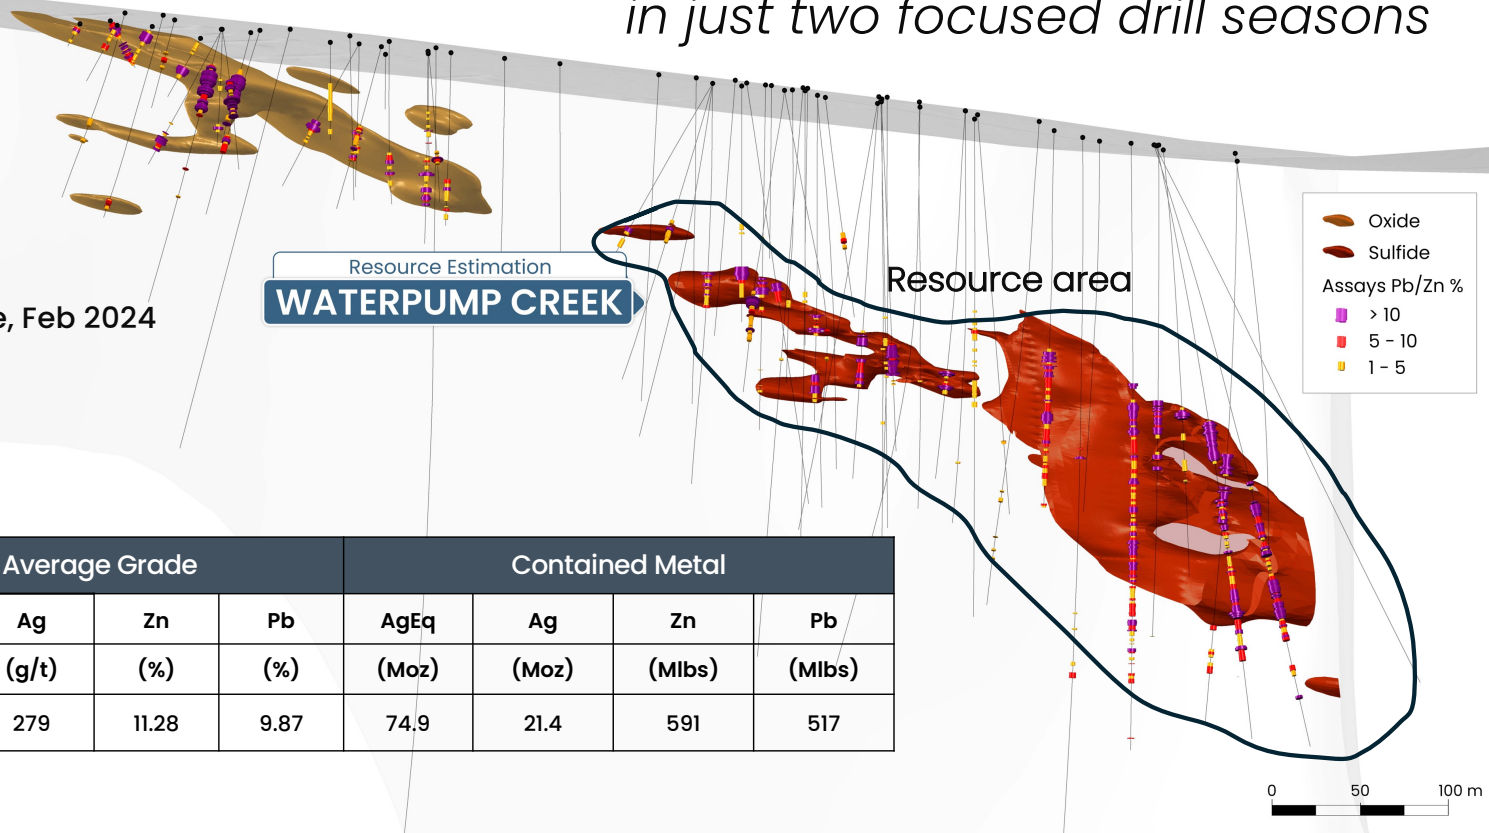 in just two focused drill seasons
Oxide
Sulfide
Assays Pb/Zn %
> 10
5 - 10
1 - 5
Resource Estimation
WATERPUMP CREEK
Resource area
, Feb 2024
Average Grade Contained Metal
Ag Zn Pb AgEq Ag Zn Pb
(g/t) (%) (%) (Moz) (Moz) (Mlbs) (Mlbs)
279 11.28 9.87 74.9 21.4 591 517
0 50 100 m